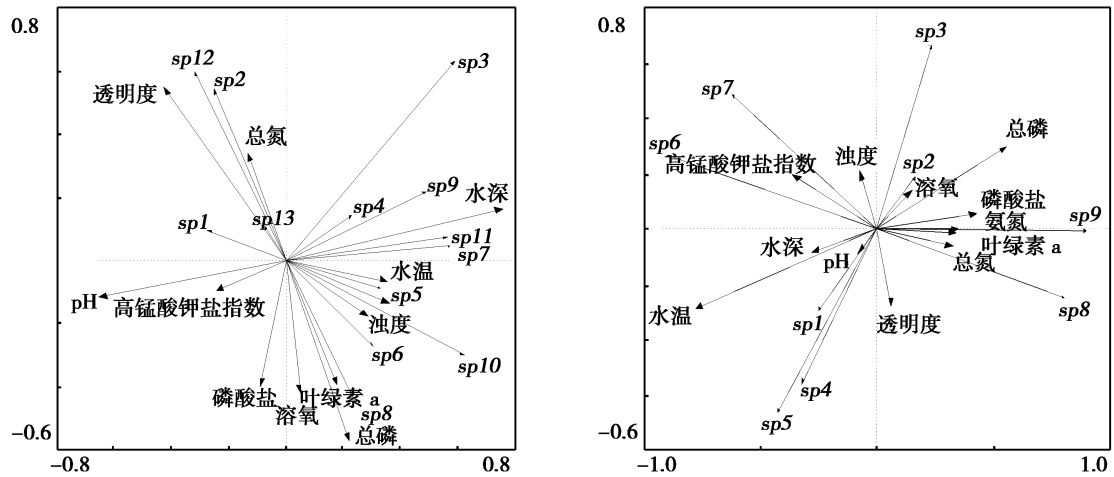 0.8
sp12
sp2
sp3
透明度
总氮
sp9
水深
sp4
sp1
sp13
sp11
sp7
水温
pH
高锰酸钾盐指数
sp5
浊度
sp6
sp10
磷酸盐
叶绿素 a
溶氧
sp8
总磷
−0.6
−0.8
0.8
0.8
sp3
sp7
总磷
sp6
浊度
高锰酸钾盐指数
sp2
溶氧
磷酸盐
氨氮
sp9
水深
叶绿素 a
pH
总氮
水温
sp1
透明度
sp8
sp4
sp5
−0.6
−1.0
1.0